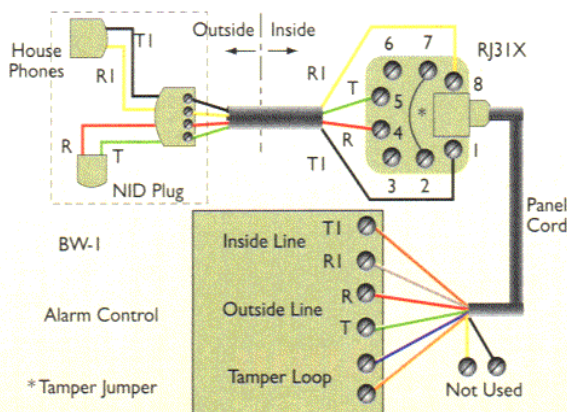 Outside Inside
House
Phones
T1
R1
R
T
NID Plug
R1
T
R
T1
6 7
RJ31X
8
5
*
4
1
3 2
Panel
Cord
BW-1
Alarm Control
* Tamper Jumper
Inside Line
T1
R1
Outside Line
R
T
Tamper Loop
Not Used